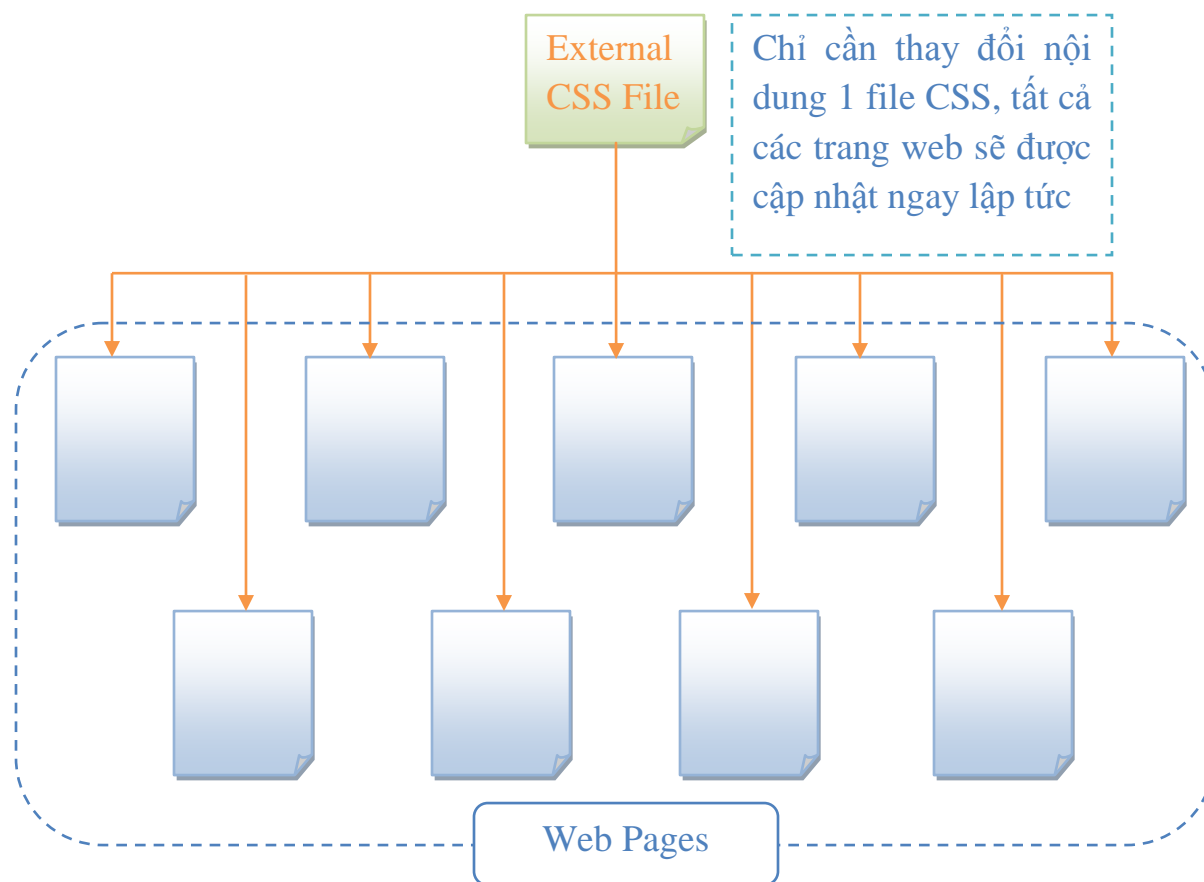 External
CSS File
Chỉ cần thay đổi nội
dung 1 file CSS, tất cả
các trang web sẽ được
cập nhật ngay lập tức
Web Pages